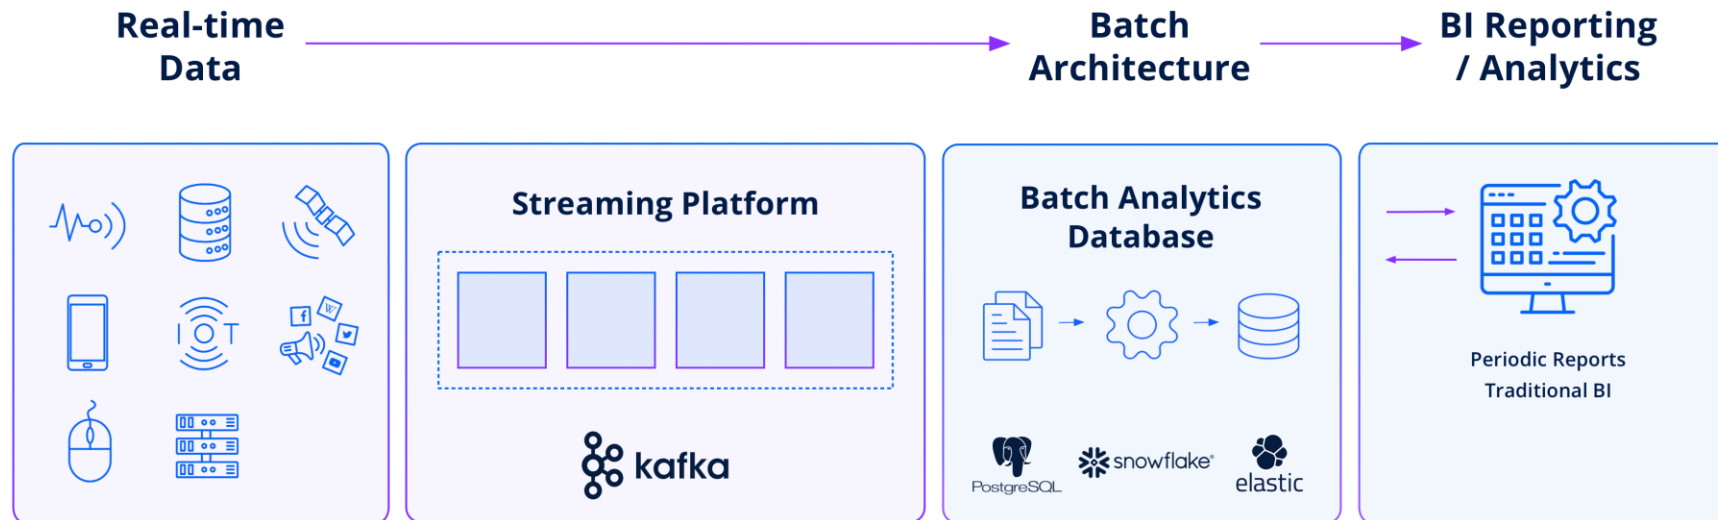 Real-time
Data
Batch
Architecture
BI Reporting
/ Analytics
Streaming Platform
kafka
Batch Analytics
Database
PostgreSQL
snowflake®
elastic
Periodic Reports
Traditional BI
I T
f
W